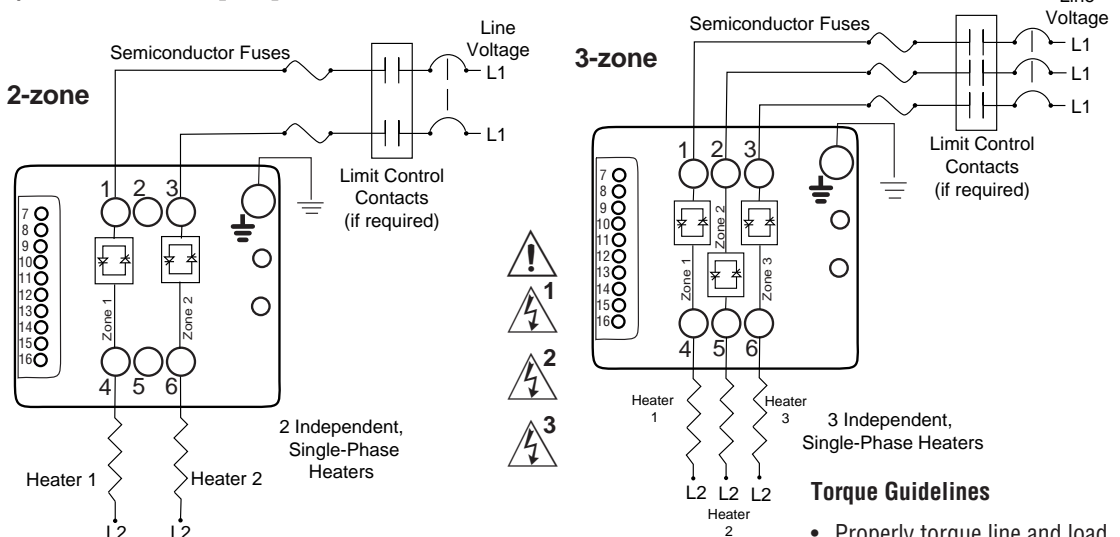 2-zone
Semiconductor Fuses
Line
Voltage
L1
L1
Limit Control
Contacts
(if required)
1 2 3
7
8
9
10
11
12
13
14
15
16
Zone 1
Zone 2
4 5 6
Heater 1
Heater 2
2 Independent,
Single-Phase
Heaters
L2 L2
1
2
3
3-zone
Semiconductor Fuses
Line
Voltage
L1
L1
L1
Limit Control
Contacts
(if required)
1 2 3
7
8
9
10
11
12
13
14
15
16
Zone 1
Zone 2
Zone 3
4 5 6
Heater
1
Heater
3
3 Independent,
Single-Phase Heaters
L2 L2 L2
Heater
2
Torque Guidelines
• Properly torque line and load